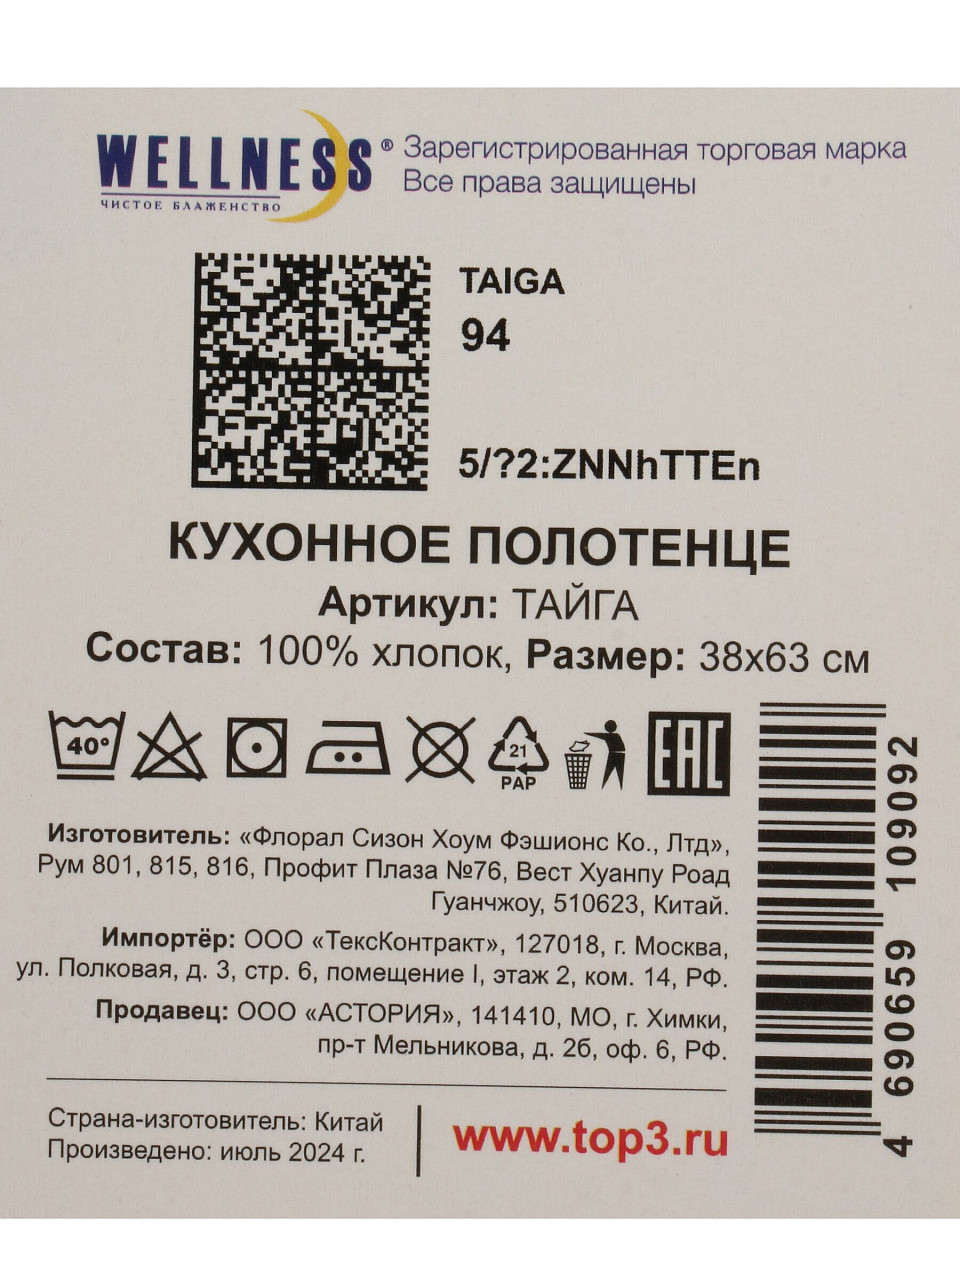 WELLNESS®
ЧИСТОЕ БЛАЖЕНСТВО
Зарегистрированная торговая марка
Все права защищены
TAIGA
94
5/?2:ZNNhTTEn
КУХОННОЕ ПОЛОТЕНЦЕ
Артикул: ТАЙГА
Состав: 100% хлопок, Размер: 38х63 см
40°
21
PAP
EAC
Изготовитель: «Флорал Сизон Хоум Фэшионс Ко., Лтд»,
Рум 801, 815, 816, Профит Плаза №76, Вест Хуанпу Роад
Гуанчжоу, 510623, Китай.
Импортёр: ООО «ТексКонтракт», 127018, г. Москва,
ул. Полковая, д. 3, стр. 6, помещение I, этаж 2, ком. 14, РФ.
Продавец: ООО «АСТОРИЯ», 141410, МО, г. Химки,
пр-т Мельникова, д. 2б, оф. 6, РФ.
Страна-изготовитель: Китай
Произведено: июль 2024 г.
www.top3.ru
4 690659 109092